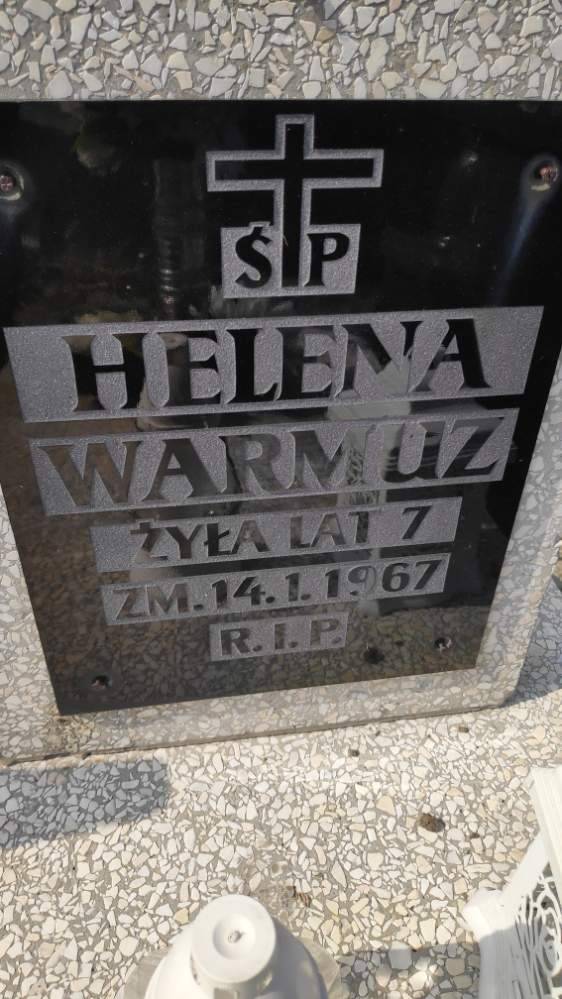 ŚP
HELENA
WARMUZ
ŻYŁA LAT 7
ZM. 14.1.1967
R.I.P.